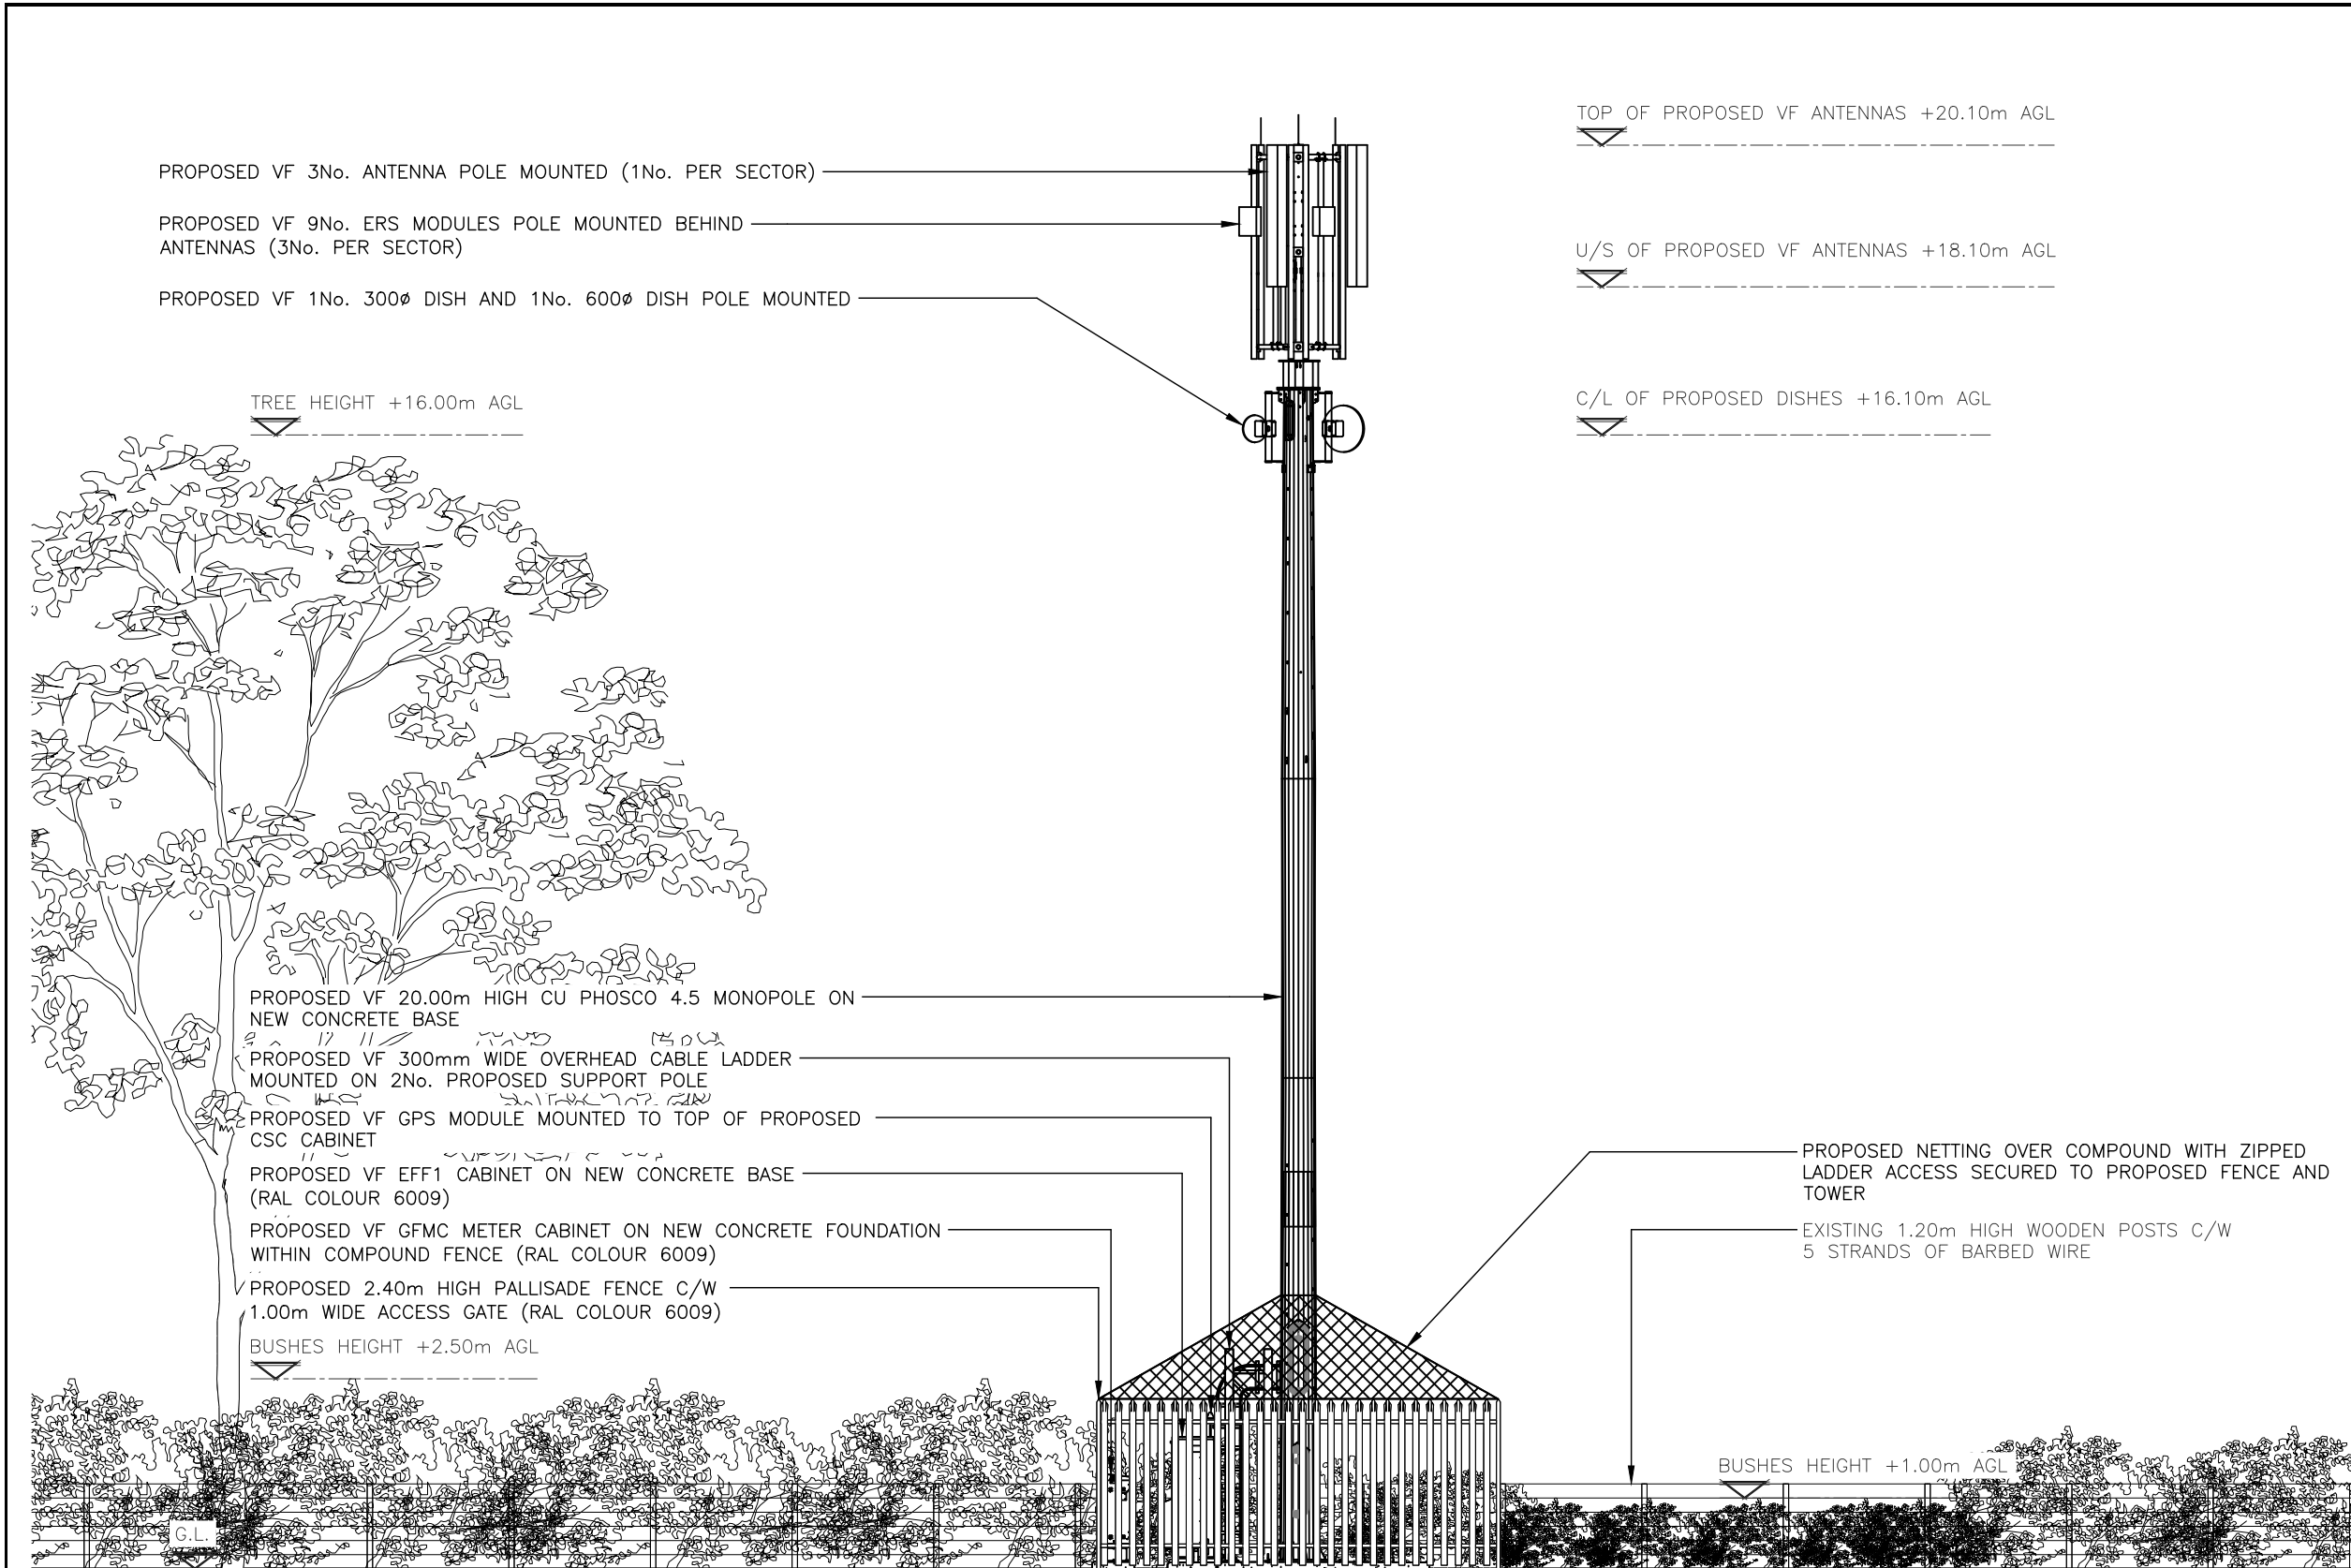 TOP OF PROPOSED VF ANTENNAS +20.10m AGL
PROPOSED VF 3No. ANTENNA POLE MOUNTED (1No. PER SECTOR)
PROPOSED VF 9No. ERS MODULES POLE MOUNTED BEHIND
ANTENNAS (3No. PER SECTOR)
U/S OF PROPOSED VF ANTENNAS +18.10m AGL
PROPOSED VF 1No. 300ø DISH AND 1No. 600ø DISH POLE MOUNTED
TREE HEIGHT +16.00m AGL
C/L OF PROPOSED DISHES +16.10m AGL
PROPOSED VF 20.00m HIGH CU PHOSCO 4.5 MONOPOLE ON
NEW CONCRETE BASE
PROPOSED VF 300mm WIDE OVERHEAD CABLE LADDER
MOUNTED ON 2No. PROPOSED SUPPORT POLE
PROPOSED VF GPS MODULE MOUNTED TO TOP OF PROPOSED
CSC CABINET
PROPOSED VF EFF1 CABINET ON NEW CONCRETE BASE
(RAL COLOUR 6009)
PROPOSED VF GFMC METER CABINET ON NEW CONCRETE FOUNDATION
WITHIN COMPOUND FENCE (RAL COLOUR 6009)
PROPOSED 2.40m HIGH PALLISADE FENCE C/W
1.00m WIDE ACCESS GATE (RAL COLOUR 6009)
BUSHES HEIGHT +2.50m AGL
PROPOSED NETTING OVER COMPOUND WITH ZIPPED
LADDER ACCESS SECURED TO PROPOSED FENCE AND
TOWER
EXISTING 1.20m HIGH WOODEN POSTS C/W
5 STRANDS OF BARBED WIRE
BUSHES HEIGHT +1.00m AGL
G.L.